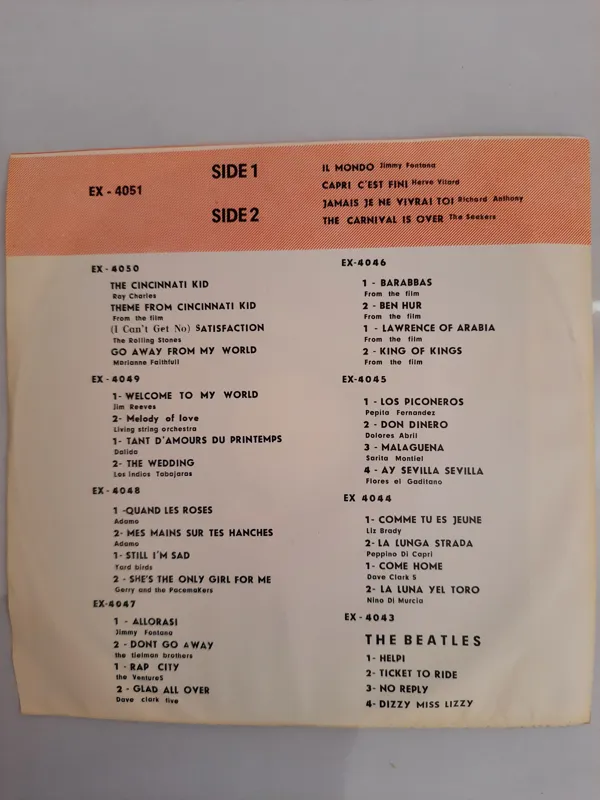 EX - 4051
SIDE 1
SIDE 2
IL MONDO Jimmy Fontana
CAPRI C'EST FINI Herve Vilard
JAMAIS JE NE VIVRAI TOI Richard Anthony
THE CARNIVAL IS OVER The Seekers
EX - 4050
THE CINCINNATI KID
Ray Charles
THEME FROM CINCINNATI KID
From the film
(I Can't Get No) SATISFACTION
The Rolling Stones
GO AWAY FROM MY WORLD
Marianne Faithfull
EX - 4049
1- WELCOME TO MY WORLD
Jim Reeves
2- Melody of love
Living string orchestra
1- TANT D'AMOURS DU PRINTEMPS
Dalida
2- THE WEDDING
Los Indios Tabajaras
EX - 4048
1 -QUAND LES ROSES
Adamo
2- MES MAINS SUR TES HANCHES
Adamo
1- STILL I'M SAD
Yard birds
2 - SHE'S THE ONLY GIRL FOR ME
Gerry and the PacemaKers
EX-4047
1 - ALLORASI
Jimmy Fontana
2 - DONT GO AWAY
the tielman brothers
1 - RAP CITY
the VentureS
2 - GLAD ALL OVER
Dave clark five
EX-4046
1 - BARABBAS
From the film
2 - BEN HUR
From the film
1 - LAWRENCE OF ARABIA
From the film
2 - KING OF KINGS
From the film
EX-4045
1 - LOS PICONEROS
Pepita Fernandez
2 - DON DINERO
Dolores Abril
3 - MALAGUENA
Sarita Montiel
4 - AY SEVILLA SEVILLA
Flores el Gaditano
EX 4044
1- COMME TU ES JEUNE
Liz Brady
2- LA LUNGA STRADA
Peppino Di Capri
1- COME HOME
Dave Clark 5
2- LA LUNA YEL TORO
Nino Di Murcia
EX - 4043
THE BEATLES
1- HELP!
2- TICKET TO RIDE
3- NO REPLY
4- DIZZY MISS LIZZY